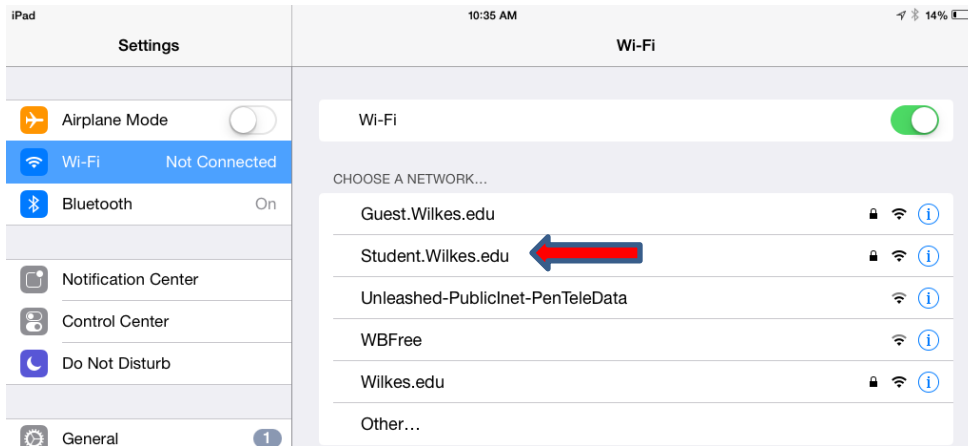 iPad 10:35 AM 14%
Settings Wi-Fi
Airplane Mode
Wi-Fi Not Connected
Bluetooth On
Notification Center
Control Center
Do Not Disturb
General 1
Wi-Fi
CHOOSE A NETWORK...
Guest.Wilkes.edu
Student.Wilkes.edu
Unleashed-PublicInet-PenTeleData
WBFree
Wilkes.edu
Other...